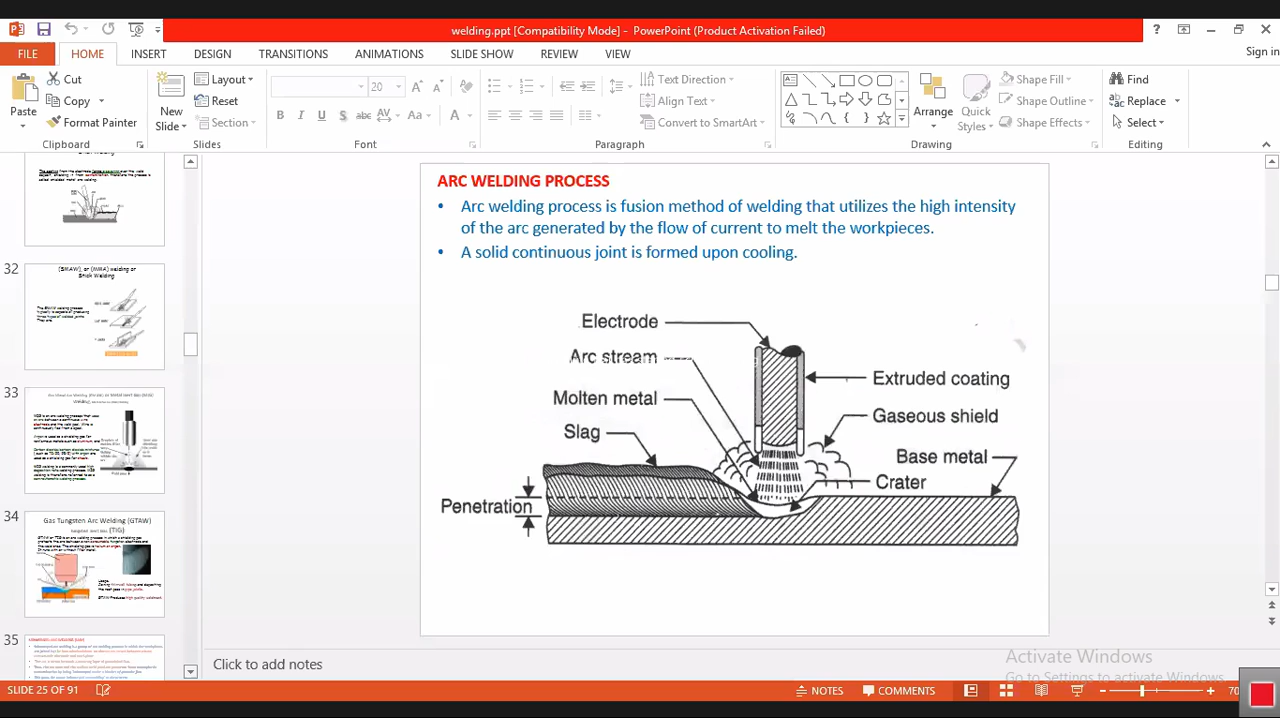 welding.ppt [Compatibility Mode] - PowerPoint (Product Activation Failed)
Sign in
FILE HOME INSERT DESIGN TRANSITIONS ANIMATIONS SLIDE SHOW REVIEW VIEW
Paste
Cut
Copy
Format Painter
Clipboard
New
Slide
Layout
Reset
Section
Slides
20
Font
Text Direction
Align Text
Convert to SmartArt
Paragraph
Arrange
Quick
Styles
Shape Fill
Shape Outline
Shape Effects
Drawing
Find
Replace
Select
Editing
32
(SMAW), or (MMA) welding or
Stick Welding
33
34
Gas Tungsten Arc Welding (GTAW)
35
ARC WELDING PROCESS
• Arc welding process is fusion method of welding that utilizes the high intensity
of the arc generated by the flow of current to melt the workpieces.
• A solid continuous joint is formed upon cooling.
Electrode
Arc stream
Molten metal
Slag
Penetration
Extruded coating
Gaseous shield
Base metal
Crater
Click to add notes
Activate Windows
Go to Settings to activate Windows.
SLIDE 25 OF 91
NOTES
COMMENTS